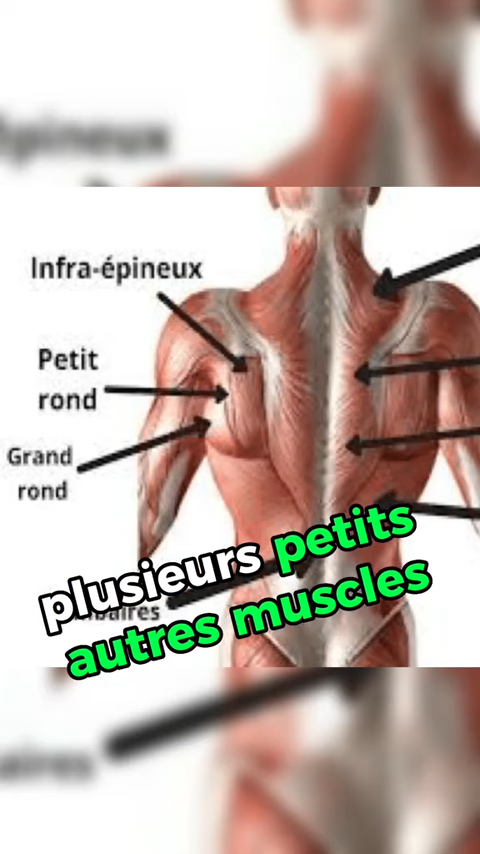 Infra-épineux
Petit
rond
Grand
rond
plusieurs petits
autres muscles